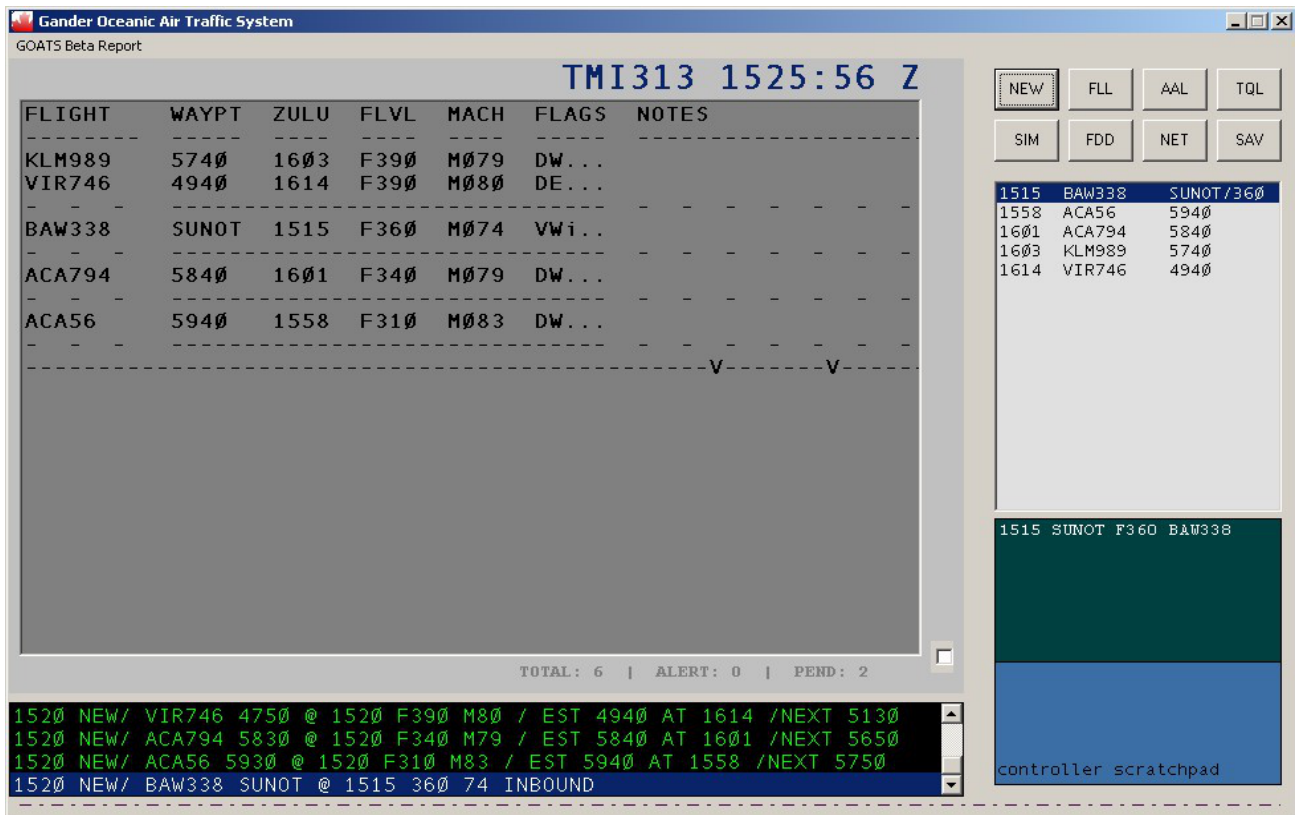 Gander Oceanic Air Traffic System
GOATS Beta Report
TMI313 1525:56 Z
FLIGHT WAYPT ZULU FLVL MACH FLAGS NOTES
KLM989 574Ø 16Ø3 F39Ø MØ79 DW...
VIR746 494Ø 1614 F39Ø MØ8Ø DE...
BAW338 SUNOT 1515 F36Ø MØ74 VWi..
ACA794 584Ø 16Ø1 F34Ø MØ79 DW...
ACA56 594Ø 1558 F31Ø MØ83 DW...
V V
TOTAL: 6 | ALERT: 0 | PEND: 2
152Ø NEW/ VIR746 475Ø @ 152Ø F39Ø M8Ø / EST 494Ø AT 1614 /NEXT 513Ø
152Ø NEW/ ACA794 583Ø @ 152Ø F34Ø M79 / EST 584Ø AT 16Ø1 /NEXT 565Ø
152Ø NEW/ ACA56 593Ø @ 152Ø F31Ø M83 / EST 594Ø AT 1558 /NEXT 575Ø
152Ø NEW/ BAW338 SUNOT @ 1515 36Ø 74 INBOUND
NEW FLL AAL TQL
SIM FDD NET SAV
1515 BAW338 SUNOT/36Ø
1558 ACA56 594Ø
16Ø1 ACA794 584Ø
16Ø3 KLM989 574Ø
1614 VIR746 494Ø
1515 SUNOT F360 BAW338
controller scratchpad